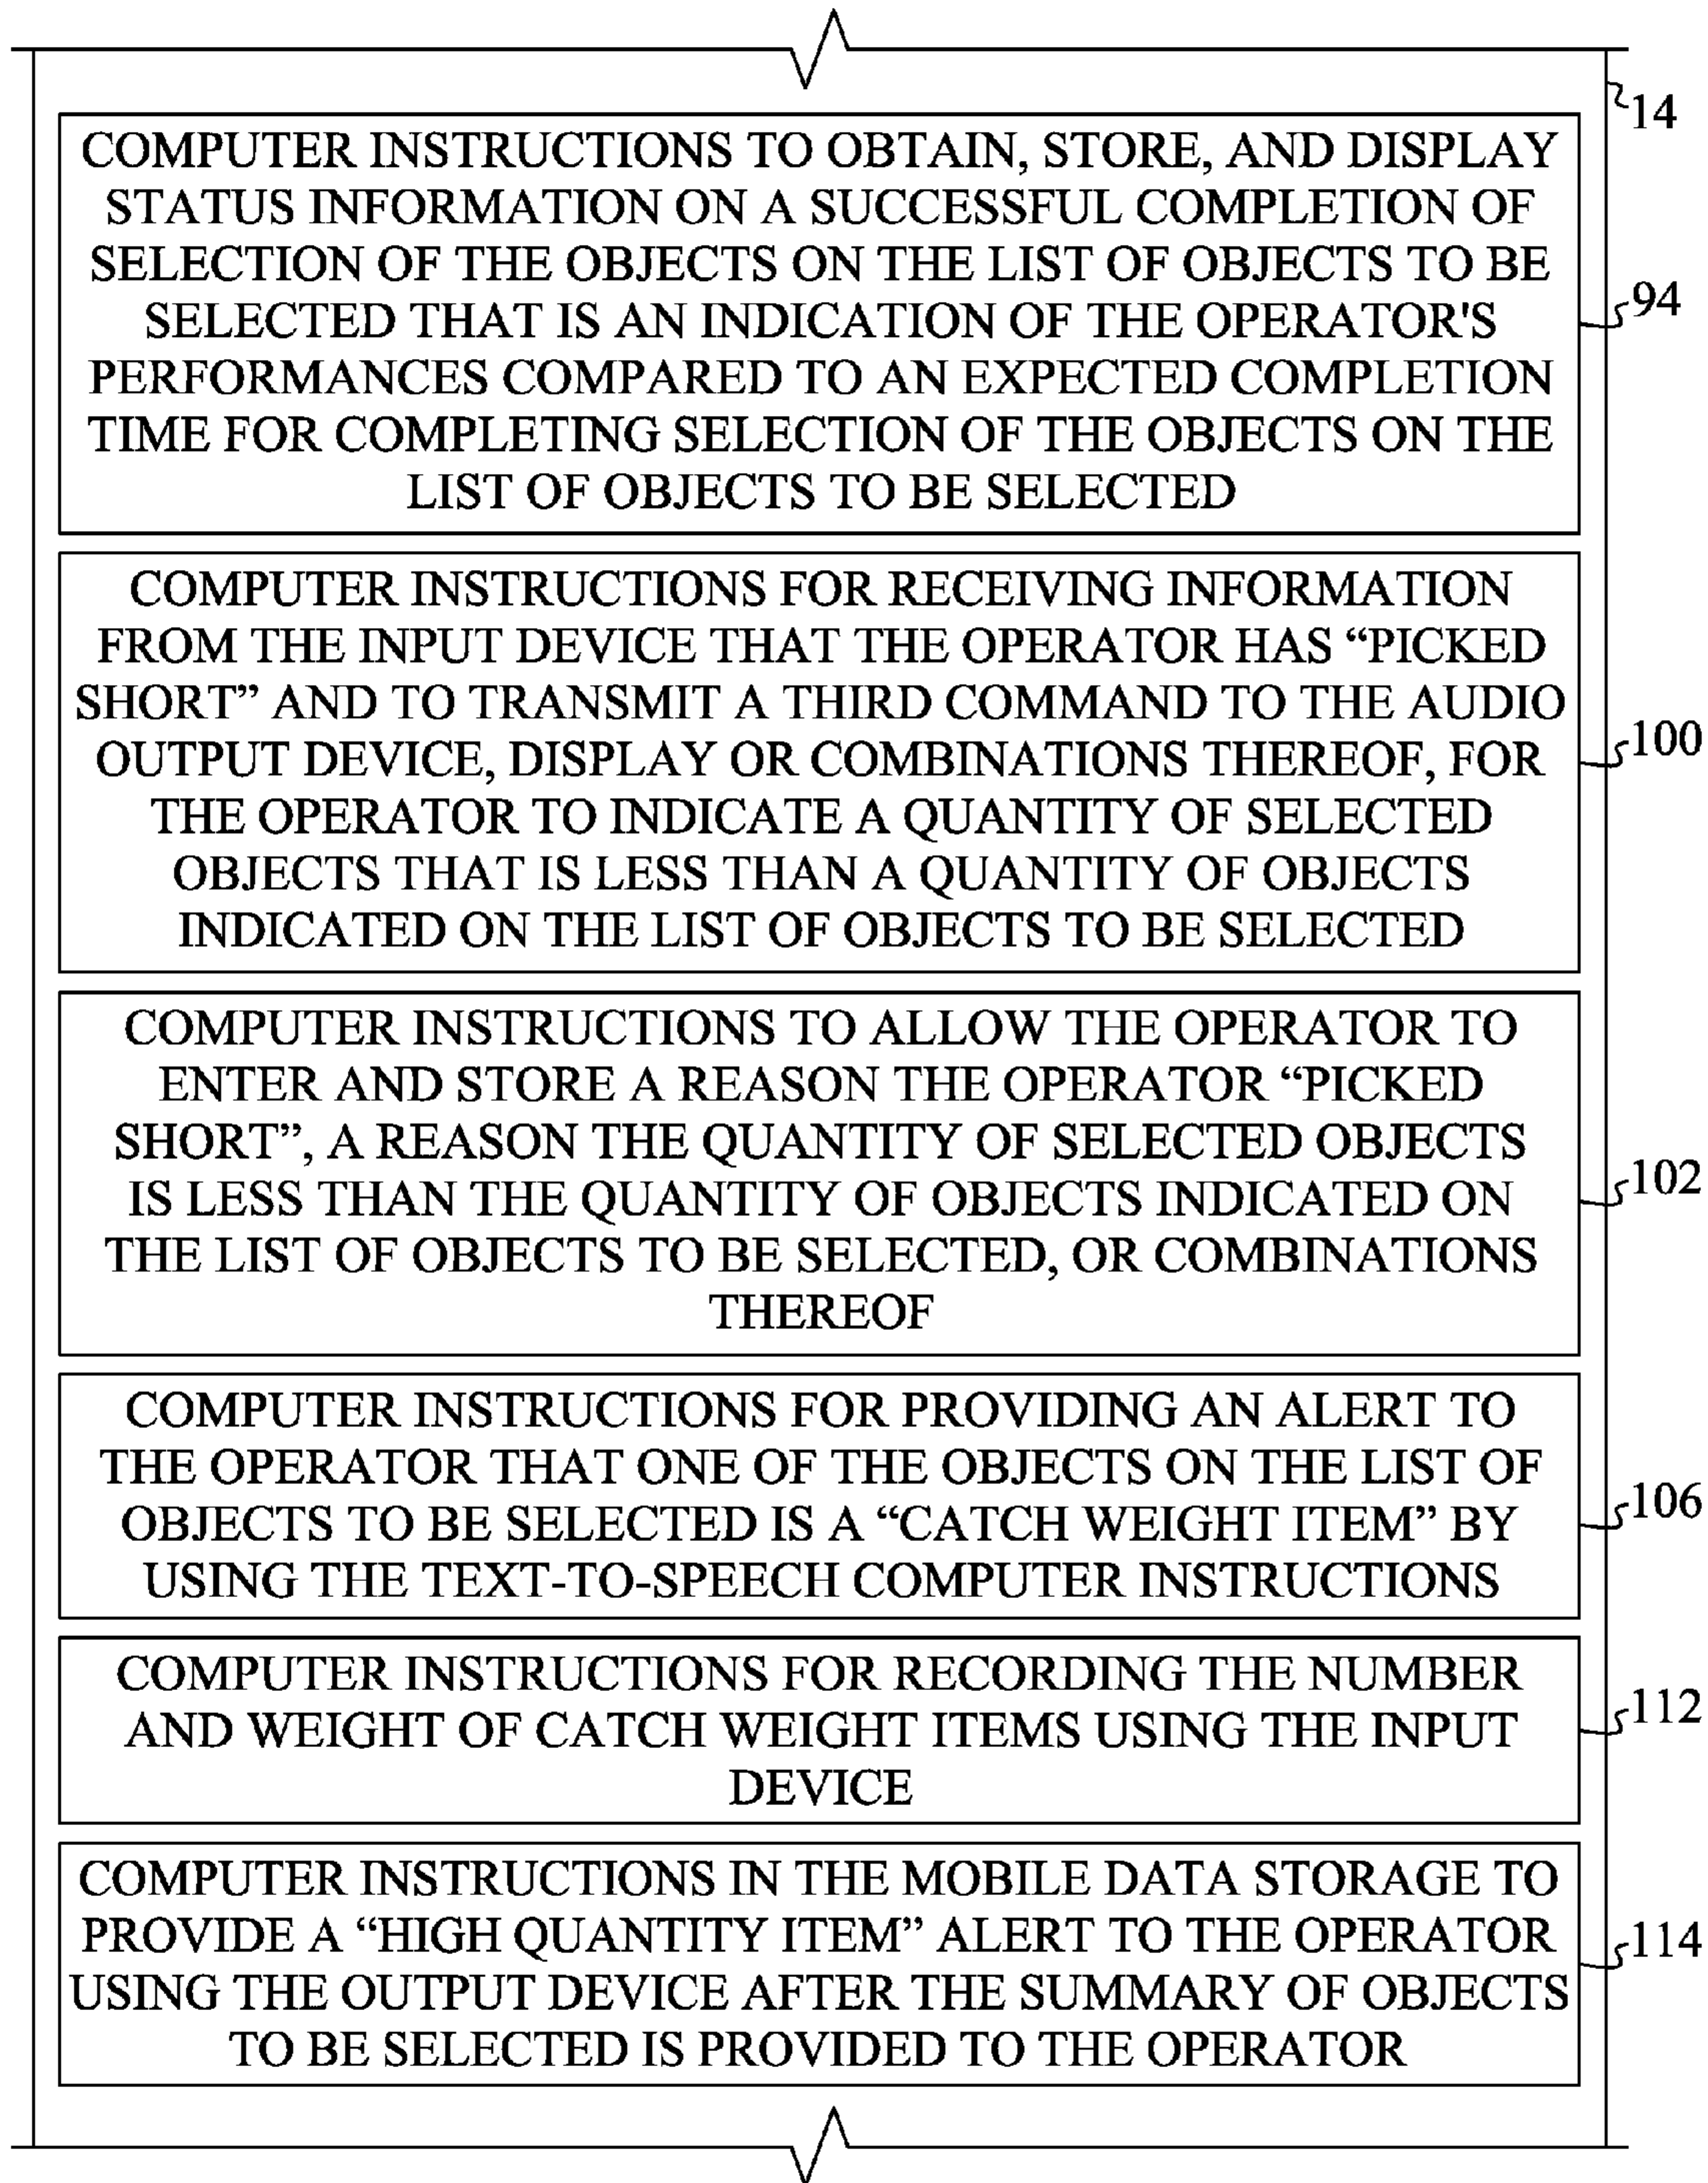 14
COMPUTER INSTRUCTIONS TO OBTAIN, STORE, AND DISPLAY
STATUS INFORMATION ON A SUCCESSFUL COMPLETION OF
SELECTION OF THE OBJECTS ON THE LIST OF OBJECTS TO BE
SELECTED THAT IS AN INDICATION OF THE OPERATOR'S
PERFORMANCES COMPARED TO AN EXPECTED COMPLETION
TIME FOR COMPLETING SELECTION OF THE OBJECTS ON THE
LIST OF OBJECTS TO BE SELECTED
94
COMPUTER INSTRUCTIONS FOR RECEIVING INFORMATION
FROM THE INPUT DEVICE THAT THE OPERATOR HAS “PICKED
SHORT” AND TO TRANSMIT A THIRD COMMAND TO THE AUDIO
OUTPUT DEVICE, DISPLAY OR COMBINATIONS THEREOF, FOR
THE OPERATOR TO INDICATE A QUANTITY OF SELECTED
OBJECTS THAT IS LESS THAN A QUANTITY OF OBJECTS
INDICATED ON THE LIST OF OBJECTS TO BE SELECTED
100
COMPUTER INSTRUCTIONS TO ALLOW THE OPERATOR TO
ENTER AND STORE A REASON THE OPERATOR “PICKED
SHORT”, A REASON THE QUANTITY OF SELECTED OBJECTS
IS LESS THAN THE QUANTITY OF OBJECTS INDICATED ON
THE LIST OF OBJECTS TO BE SELECTED, OR COMBINATIONS
THEREOF
102
COMPUTER INSTRUCTIONS FOR PROVIDING AN ALERT TO
THE OPERATOR THAT ONE OF THE OBJECTS ON THE LIST OF
OBJECTS TO BE SELECTED IS A “CATCH WEIGHT ITEM” BY
USING THE TEXT-TO-SPEECH COMPUTER INSTRUCTIONS
106
COMPUTER INSTRUCTIONS FOR RECORDING THE NUMBER
AND WEIGHT OF CATCH WEIGHT ITEMS USING THE INPUT
DEVICE
112
COMPUTER INSTRUCTIONS IN THE MOBILE DATA STORAGE TO
PROVIDE A “HIGH QUANTITY ITEM” ALERT TO THE OPERATOR
USING THE OUTPUT DEVICE AFTER THE SUMMARY OF OBJECTS
TO BE SELECTED IS PROVIDED TO THE OPERATOR
114